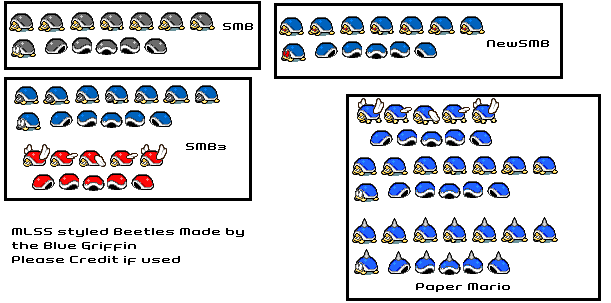 SMB
NewSMB
SMB3
MLSS styled Beetles Made by
the Blue Griffin
Please Credit if used
Paper Mario